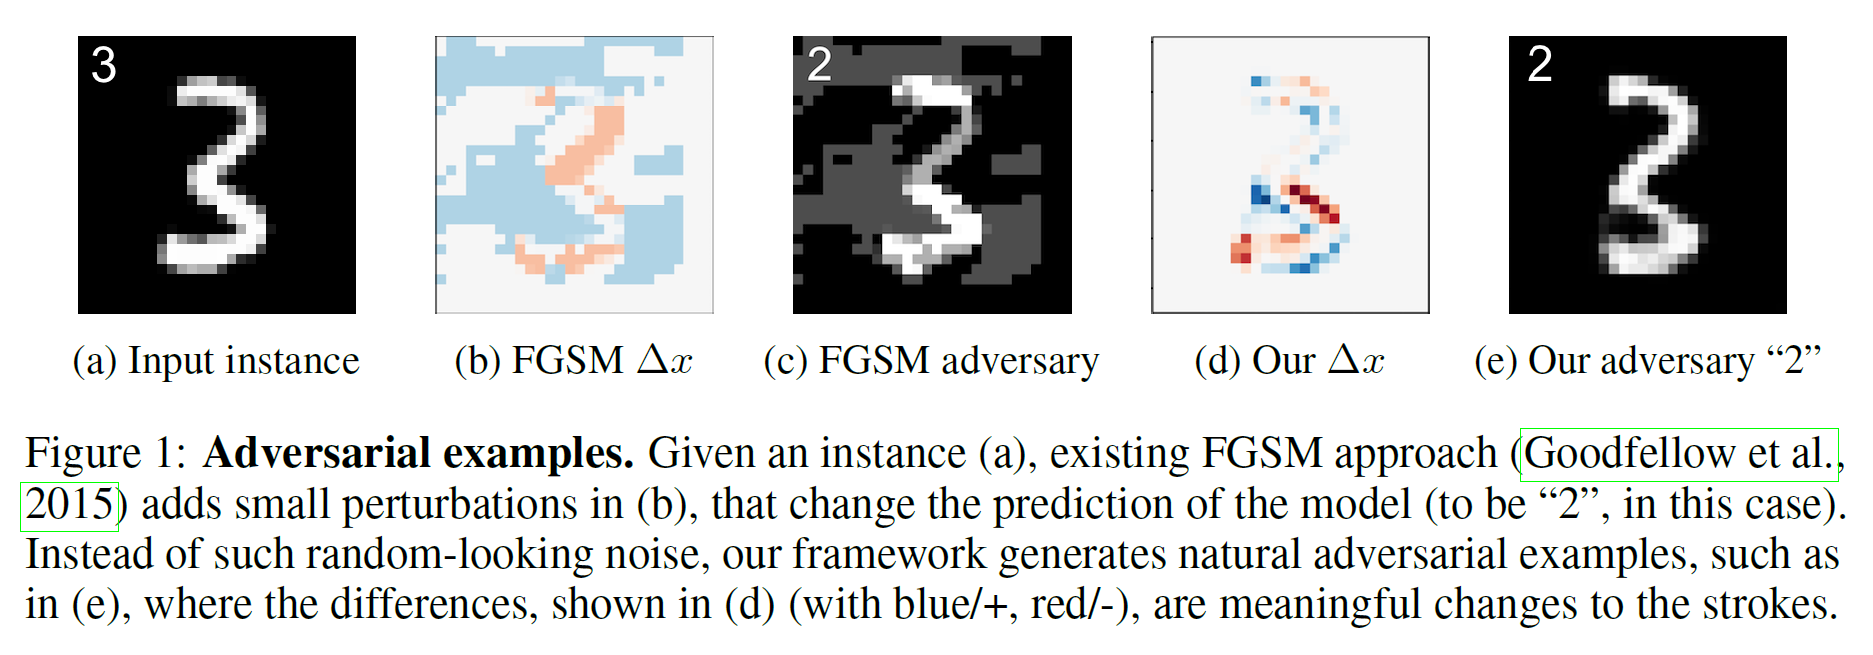 3
2
2
(a) Input instance
(b) FGSM Δx
(c) FGSM adversary
(d) Our Δx
(e) Our adversary “2”
Figure 1: Adversarial examples. Given an instance (a), existing FGSM approach (Goodfellow et al.,
2015) adds small perturbations in (b), that change the prediction of the model (to be “2”, in this case).
Instead of such random-looking noise, our framework generates natural adversarial examples, such as
in (e), where the differences, shown in (d) (with blue/+, red/-), are meaningful changes to the strokes.